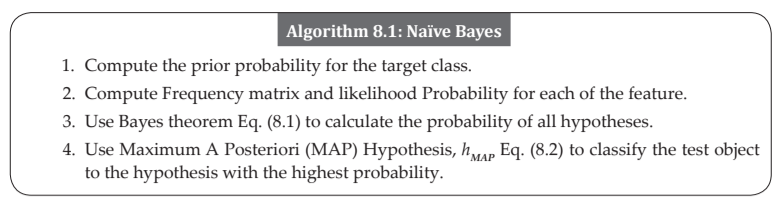 Algorithm 8.1: Naïve Bayes
1. Compute the prior probability for the target class.
2. Compute Frequency matrix and likelihood Probability for each of the feature.
3. Use Bayes theorem Eq. (8.1) to calculate the probability of all hypotheses.
4. Use Maximum A Posteriori (MAP) Hypothesis, h_MAP Eq. (8.2) to classify the test object
to the hypothesis with the highest probability.